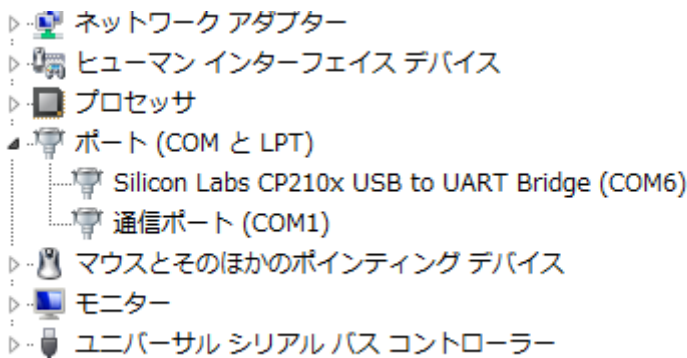 ネットワーク アダプター
ヒューマン インターフェイス デバイス
プロセッサ
ポート (COM と LPT)
Silicon Labs CP210x USB to UART Bridge (COM6)
通信ポート (COM1)
マウスとそのほかのポインティング デバイス
モニター
ユニバーサル シリアル バス コントローラー